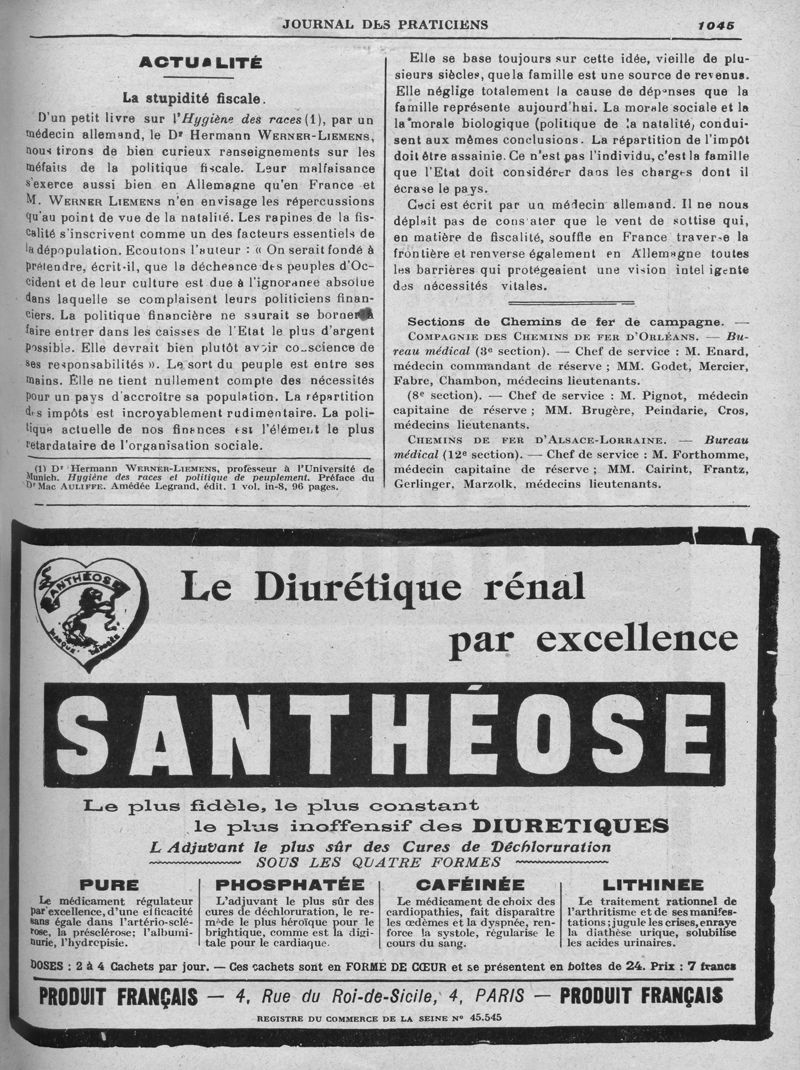 JOURNAL DES PRATICIENS
1045
ACTUALITÉ
La stupidité fiscale.
D'un petit livre sur l'Hygiène des races (1), par un
médecin allemand, le Dr Hermann WERNER-LIEMENS,
nous tirons de bien curieux renseignements sur les
méfaits de la politique fiscale. Leur malfaisance
s'exerce aussi bien en Allemagne qu'en France et
M. WERNER LIEMENS n'en envisage les répercussions
qu'au point de vue de la natalité. Les rapines de la fis-
calité s'inscrivent comme un des facteurs essentiels de
la dépopulation. Ecoutons l'auteur : « On serait fondé à
prétendre, écrit-il, que la décheance des peuples d'Oc-
cident et de leur culture est due à l'ignorance absolue
dans laquelle se complaisent leurs politiciens finan-
ciers. La politique financière ne saurait se borner à
faire entrer dans les caisses de l'Etat le plus d'argent
possible. Elle devrait bien plutôt avoir conscience de
ses responsabilités ». Le sort du peuple est entre ses
mains. Elle ne tient nullement compte des nécessités
pour un pays d'accroître sa population. La répartition
des impôts est incroyablement rudimentaire. La poli-
tique actuelle de nos finances est l'élément le plus
retardataire de l'organisation sociale.
(1) Dr Hermann WERNER-LIEMENS, professeur à l'Université de
Munich. Hygiène des races et politique de peuplement. Préface du
Dr Mac AULIFFE. Amédée Legrand, édit. 1 vol. in-8, 96 pages.
Elle se base toujours sur cette idée, vieille de plu-
sieurs siècles, que la famille est une source de revenus.
Elle néglige totalement la cause de dépenses que la
famille représente aujourd'hui. La morale sociale et la
la morale biologique (politique de la natalité) condui-
sent aux mêmes conclusions. La répartition de l'impôt
doit être assainie. Ce n'est pas l'individu, c'est la famille
que l'Etat doit considérer dans les charges dont il
écrase le pays.
Ceci est écrit par un médecin allemand. Il ne nous
déplaît pas de constater que le vent de sottise qui,
en matière de fiscalité, souffle en France traverse la
frontière et renverse également en Allemagne toutes
les barrières qui protégeaient une vision intelligente
des nécessités vitales.
Sections de Chemins de fer de campagne. —
COMPAGNIE DES CHEMINS DE FER D'ORLÉANS. — Bu-
reau médical (3e section). — Chef de service : M. Enard,
médecin commandant de réserve ; MM. Godet, Mercier,
Fabre, Chambon, médecins lieutenants.
(8e section). — Chef de service : M. Pignot, médecin
capitaine de réserve ; MM. Brugère, Peindarie, Cros,
médecins lieutenants.
CHEMINS DE FER D'ALSACE-LORRAINE. — Bureau
médical (12e section). — Chef de service : M. Forthomme,
médecin capitaine de réserve ; MM. Cairint, Frantz,
Gerlinger, Marzolk, médecins lieutenants.
SANTHÉOSE
MARQUE DÉPOSÉE
Le Diurétique rénal
par excellence
SANTHÉOSE
Le plus fidèle, le plus constant
le plus inoffensif des DIURETIQUES
L'Adjuvant le plus sûr des Cures de Déchloruration
SOUS LES QUATRE FORMES
PURE
Le médicament régulateur
par excellence, d'une efficacité
sans égale dans l'artério-sclé-
rose, la présclérose; l'albumi-
nurie, l'hydropisie.
PHOSPHATÉE
L'adjuvant le plus sûr des
cures de déchloruration, le re-
mède le plus héroïque pour le
brightique, comme est la digi-
tale pour le cardiaque.
CAFÉINÉE
Le médicament de choix des
cardiopathies, fait disparaître
les œdèmes et la dyspnée, ren-
force la systole, régularise le
cours du sang.
LITHINÉE
Le traitement rationnel de
l'arthritisme et de ses manifes-
tations; jugule les crises, enraye
la diathèse urique, solubilise
les acides urinaires.
DOSES : 2 à 4 Cachets par jour. — Ces cachets sont en FORME DE CŒUR et se présentent en boîtes de 24. Prix : 7 francs
PRODUIT FRANÇAIS — 4, Rue du Roi-de-Sicile, 4, PARIS — PRODUIT FRANÇAIS
REGISTRE DU COMMERCE DE LA SEINE No 45.545